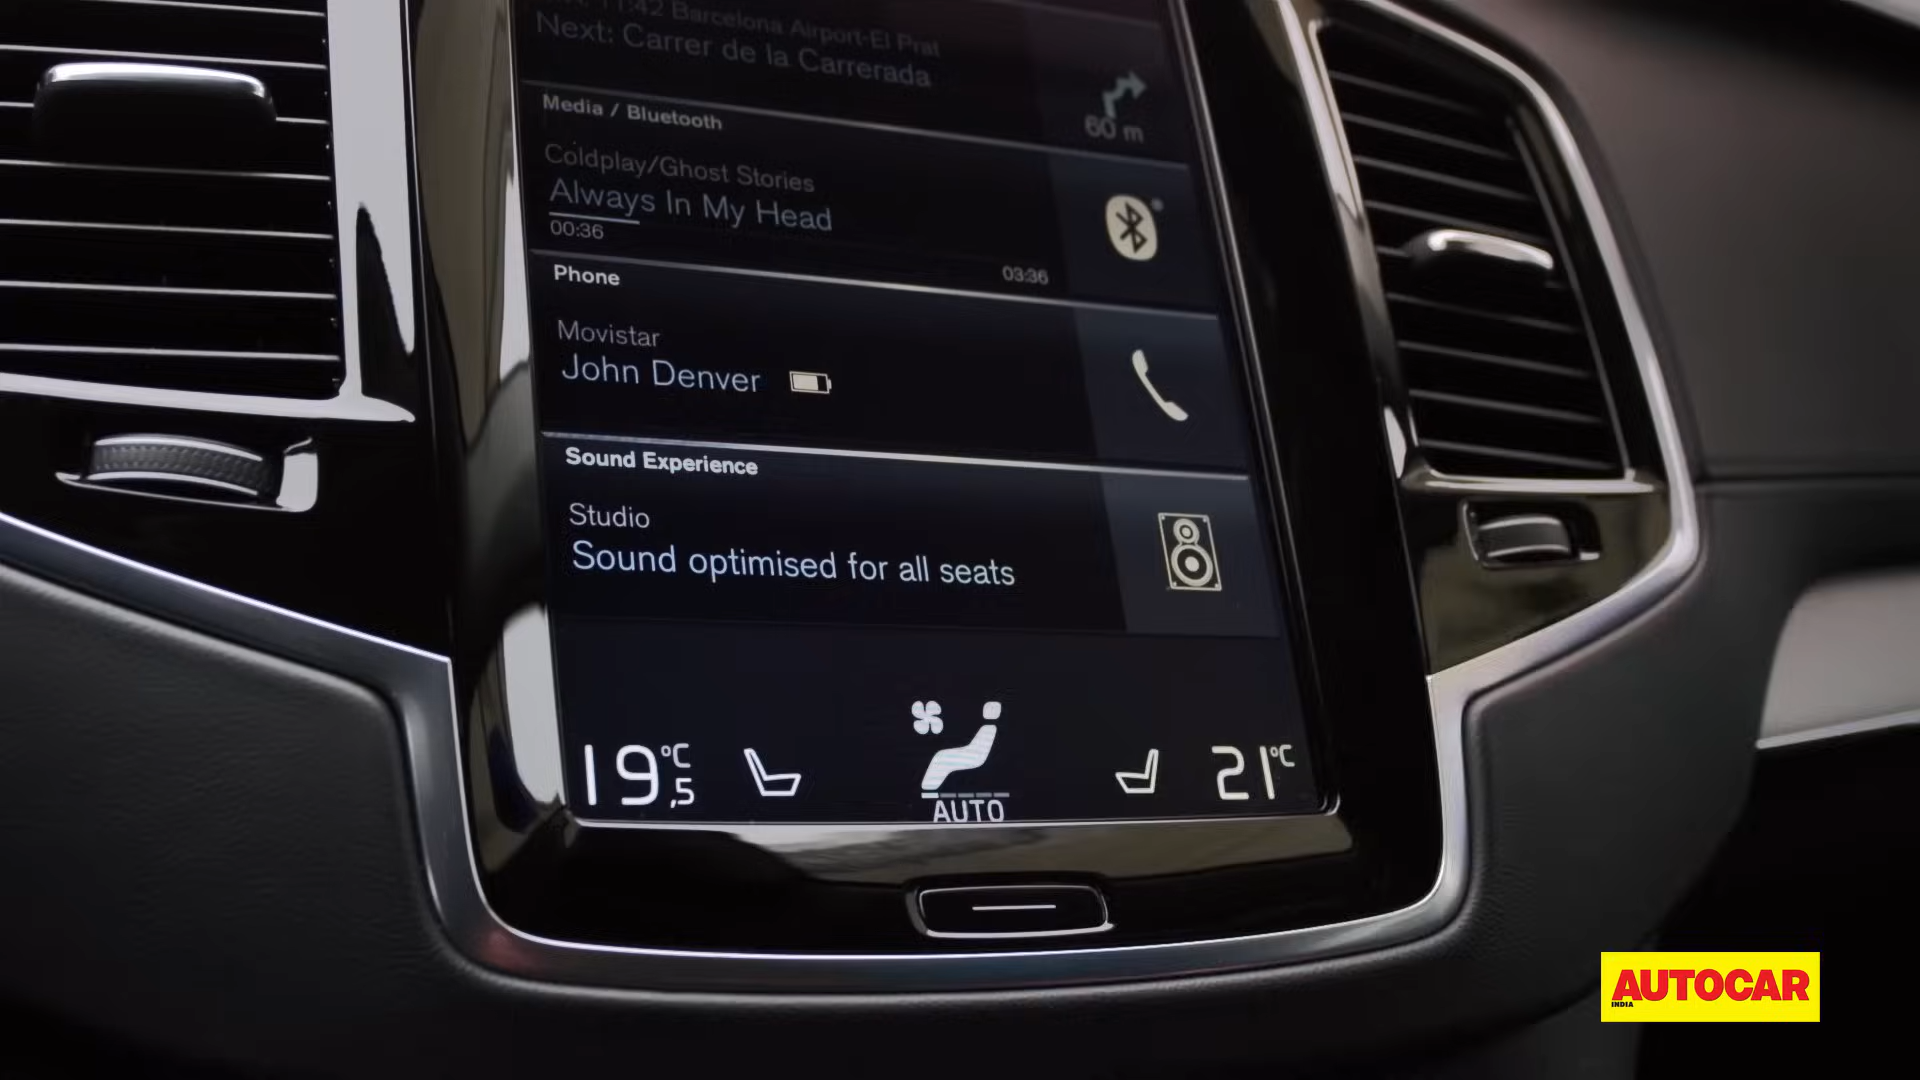 11:42 Barcelona Airport-El Prat
Next: Carrer de la Carrerada
60 m
Media / Bluetooth
Coldplay/Ghost Stories
Always In My Head
00:36
03:36
Phone
Movistar
John Denver
Sound Experience
Studio
Sound optimised for all seats
19,5 °C
21°C
AUTO
AUTOCAR
INDIA